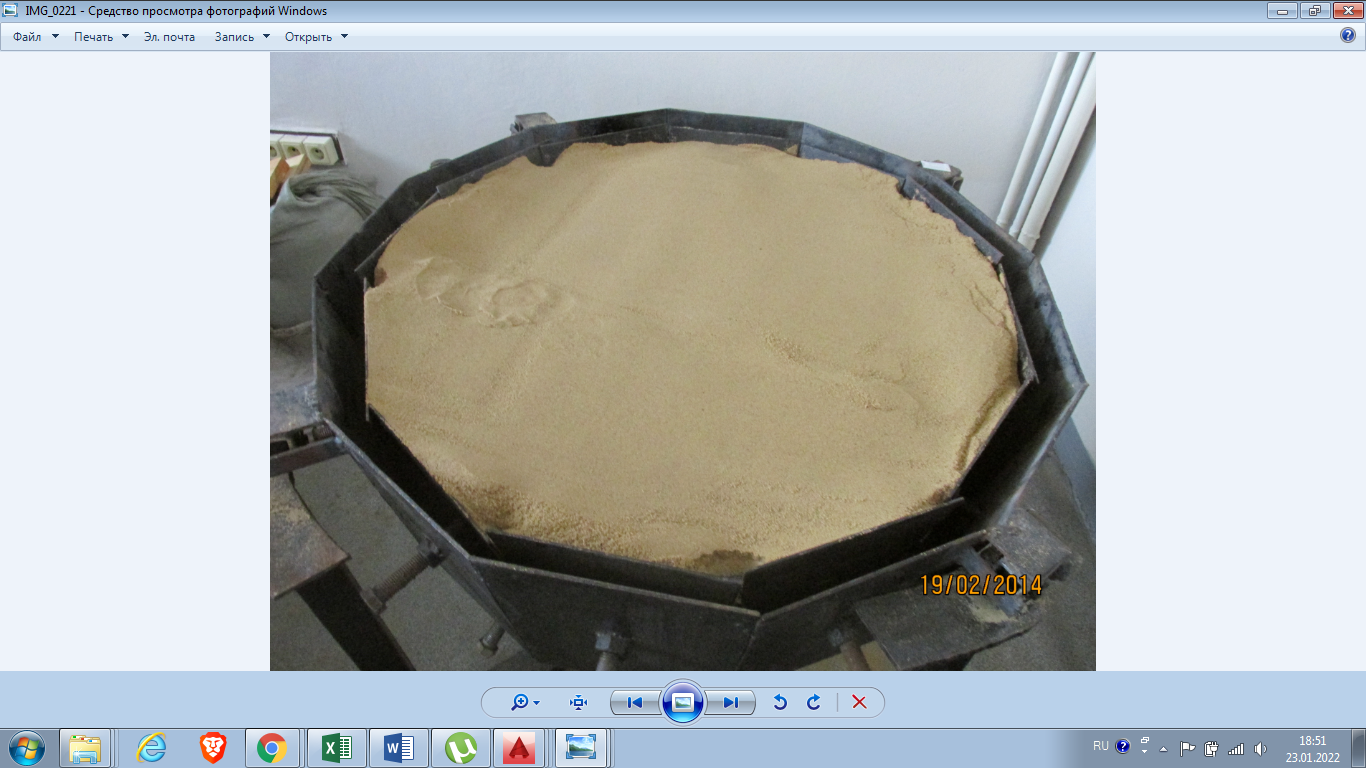 IMG_0221 - Средство просмотра фотографий Windows
Файл Печать Эл. почта Запись Открыть
19/02/2014
RU 18:51
23.01.2022